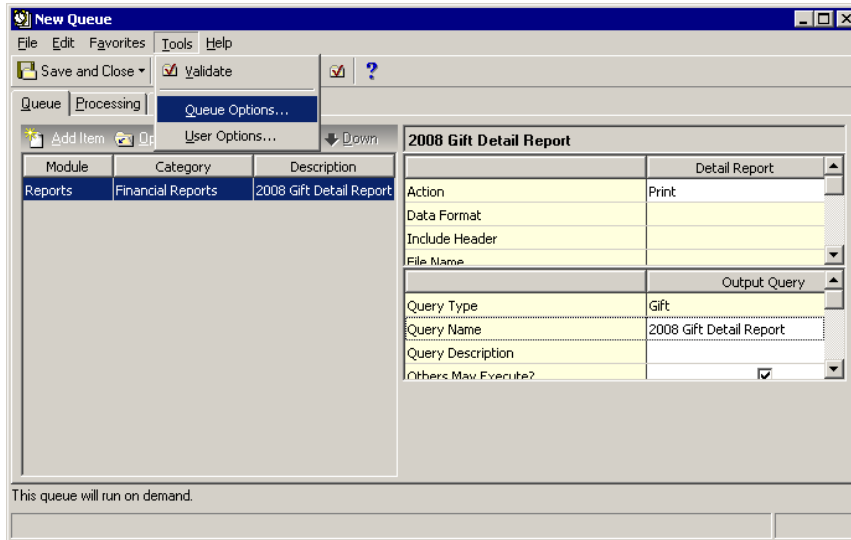 New Queue
File Edit Favorites Tools Help
Save and Close Validate ?
Queue Processing Queue Options...
Add Item Op User Options... Down 2008 Gift Detail Report
Module Category Description Detail Report
Reports Financial Reports 2008 Gift Detail Report Action Print
Data Format
Include Header
File Name
Output Query
Query Type Gift
Query Name 2008 Gift Detail Report
Query Description
Others May Execute?
This queue will run on demand.